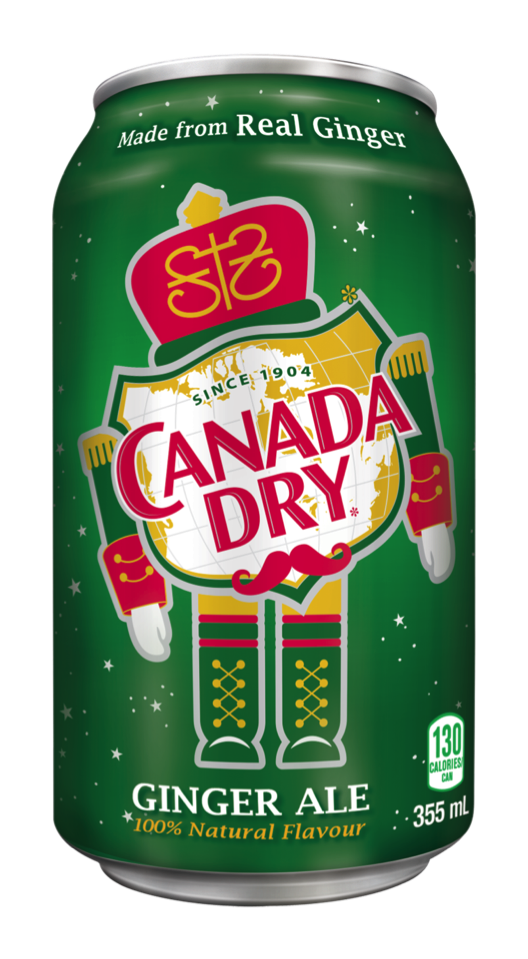 Made from Real Ginger
SINCE 1904
CANADA
DRY*
130
CALORIES/
CAN
GINGER ALE
100% Natural Flavour
355 mL